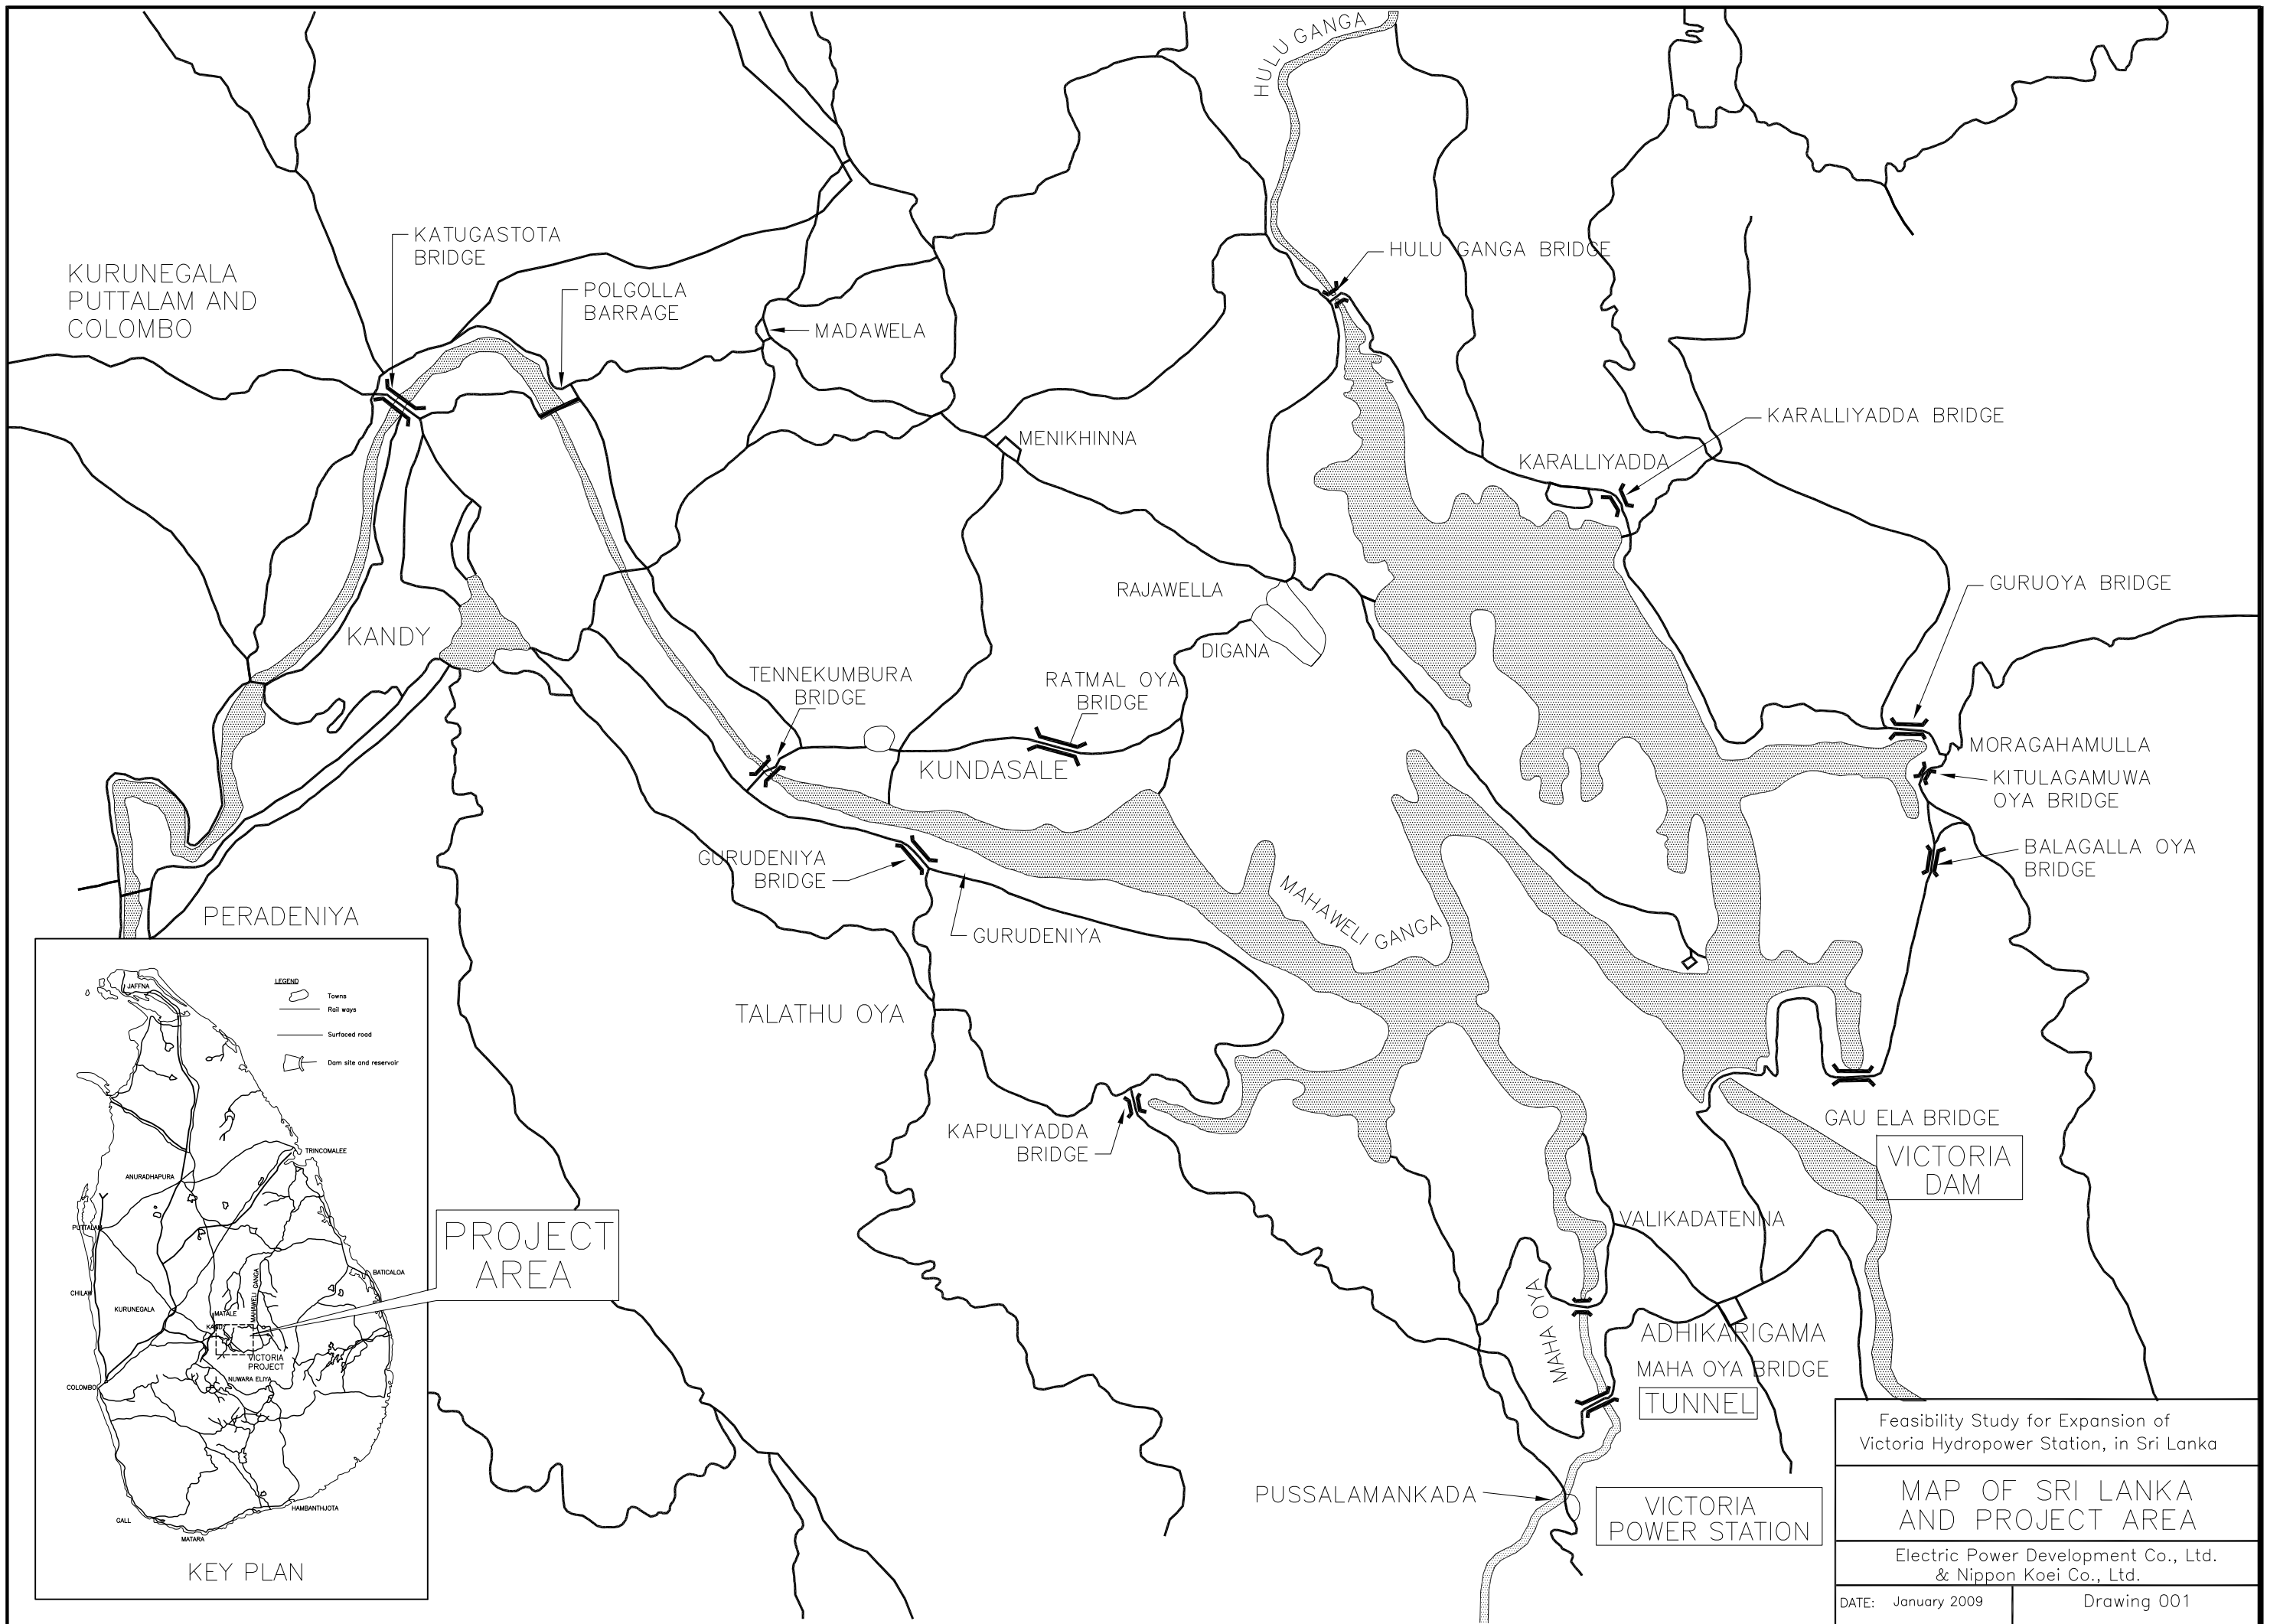 HULU GANGA
KATUGASTOTA
BRIDGE
HULU GANGA BRIDGE
KURUNEGALA
PUTTALAM AND
COLOMBO
POLGOLLA
BARRAGE
MADAWELA
KARALLIYADDA BRIDGE
MENIKHINNA
KARALLIYADDA
RAJAWELLA
GURUOYA BRIDGE
KANDY
DIGANA
TENNEKUMBURA
BRIDGE
RATMAL OYA
BRIDGE
MORAGAHAMULLA
KUNDASALE
KITULAGAMUWA
OYA BRIDGE
GURUDENIYA
BRIDGE
BALAGALLA OYA
BRIDGE
MAHAWELI GANGA
PERADENIYA
GURUDENIYA
TALATHU OYA
KAPULIYADDA
BRIDGE
GAU ELA BRIDGE
VICTORIA
DAM
VALIKADATENNA
PROJECT
AREA
MAHA OYA
ADHIKARIGAMA
MAHA OYA BRIDGE
TUNNEL
PUSSALAMANKADA
VICTORIA
POWER STATION
LEGEND
Towns
Rail ways
Surfaced road
Dam site and reservoir
JAFFNA
TRINCOMALEE
ANURADHAPURA
PUTTALAM
BATICALOA
CHILAW
KURUNEGALA
MATALE
MAHAWELI GANGA
VICTORIA
PROJECT
NUWARA ELIYA
COLOMBO
HAMBANTHJOTA
GALL
MATARA
KEY PLAN
Feasibility Study for Expansion of
Victoria Hydropower Station, in Sri Lanka
MAP OF SRI LANKA
AND PROJECT AREA
Electric Power Development Co., Ltd.
& Nippon Koei Co., Ltd.
DATE: January 2009
Drawing 001